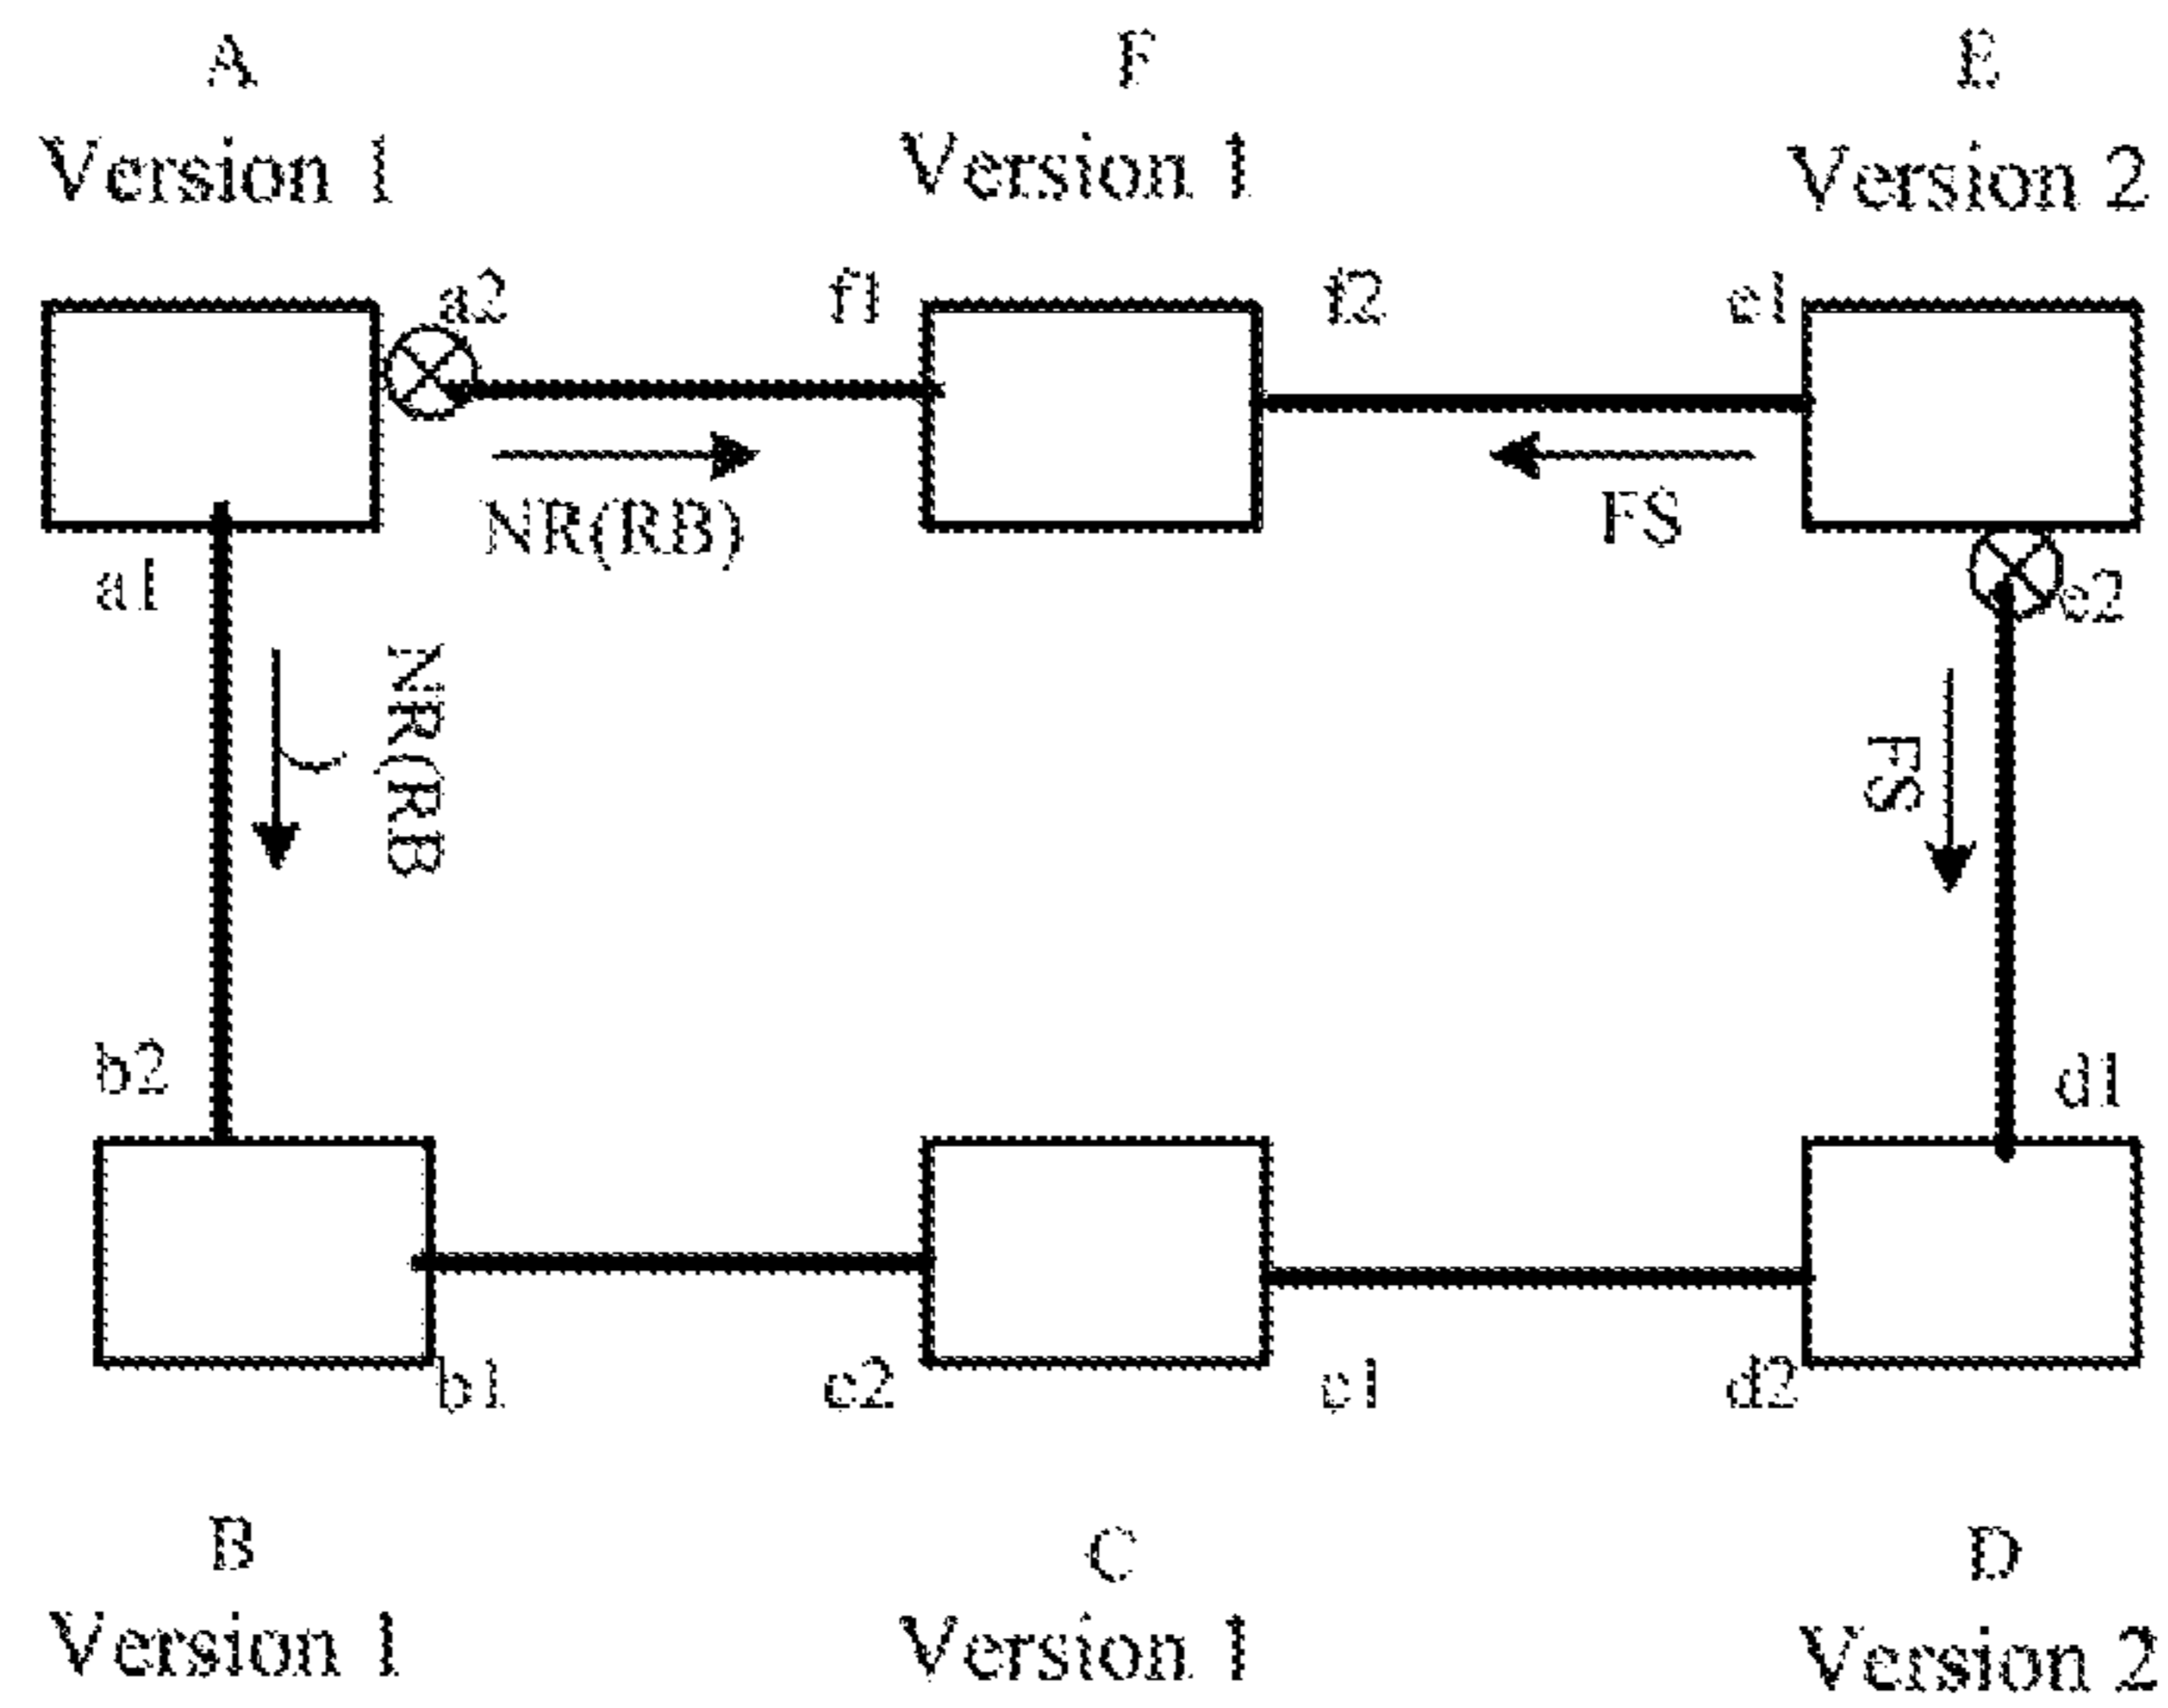 A
F
E
Version 1
Version 1
Version 2
a2
f1
f2
e1
NR(RB)
FS
a1
e2
NR(RB
)
FS
b2
d1
b1
c2
c1
d2
B
C
D
Version 1
Version 1
Version 2